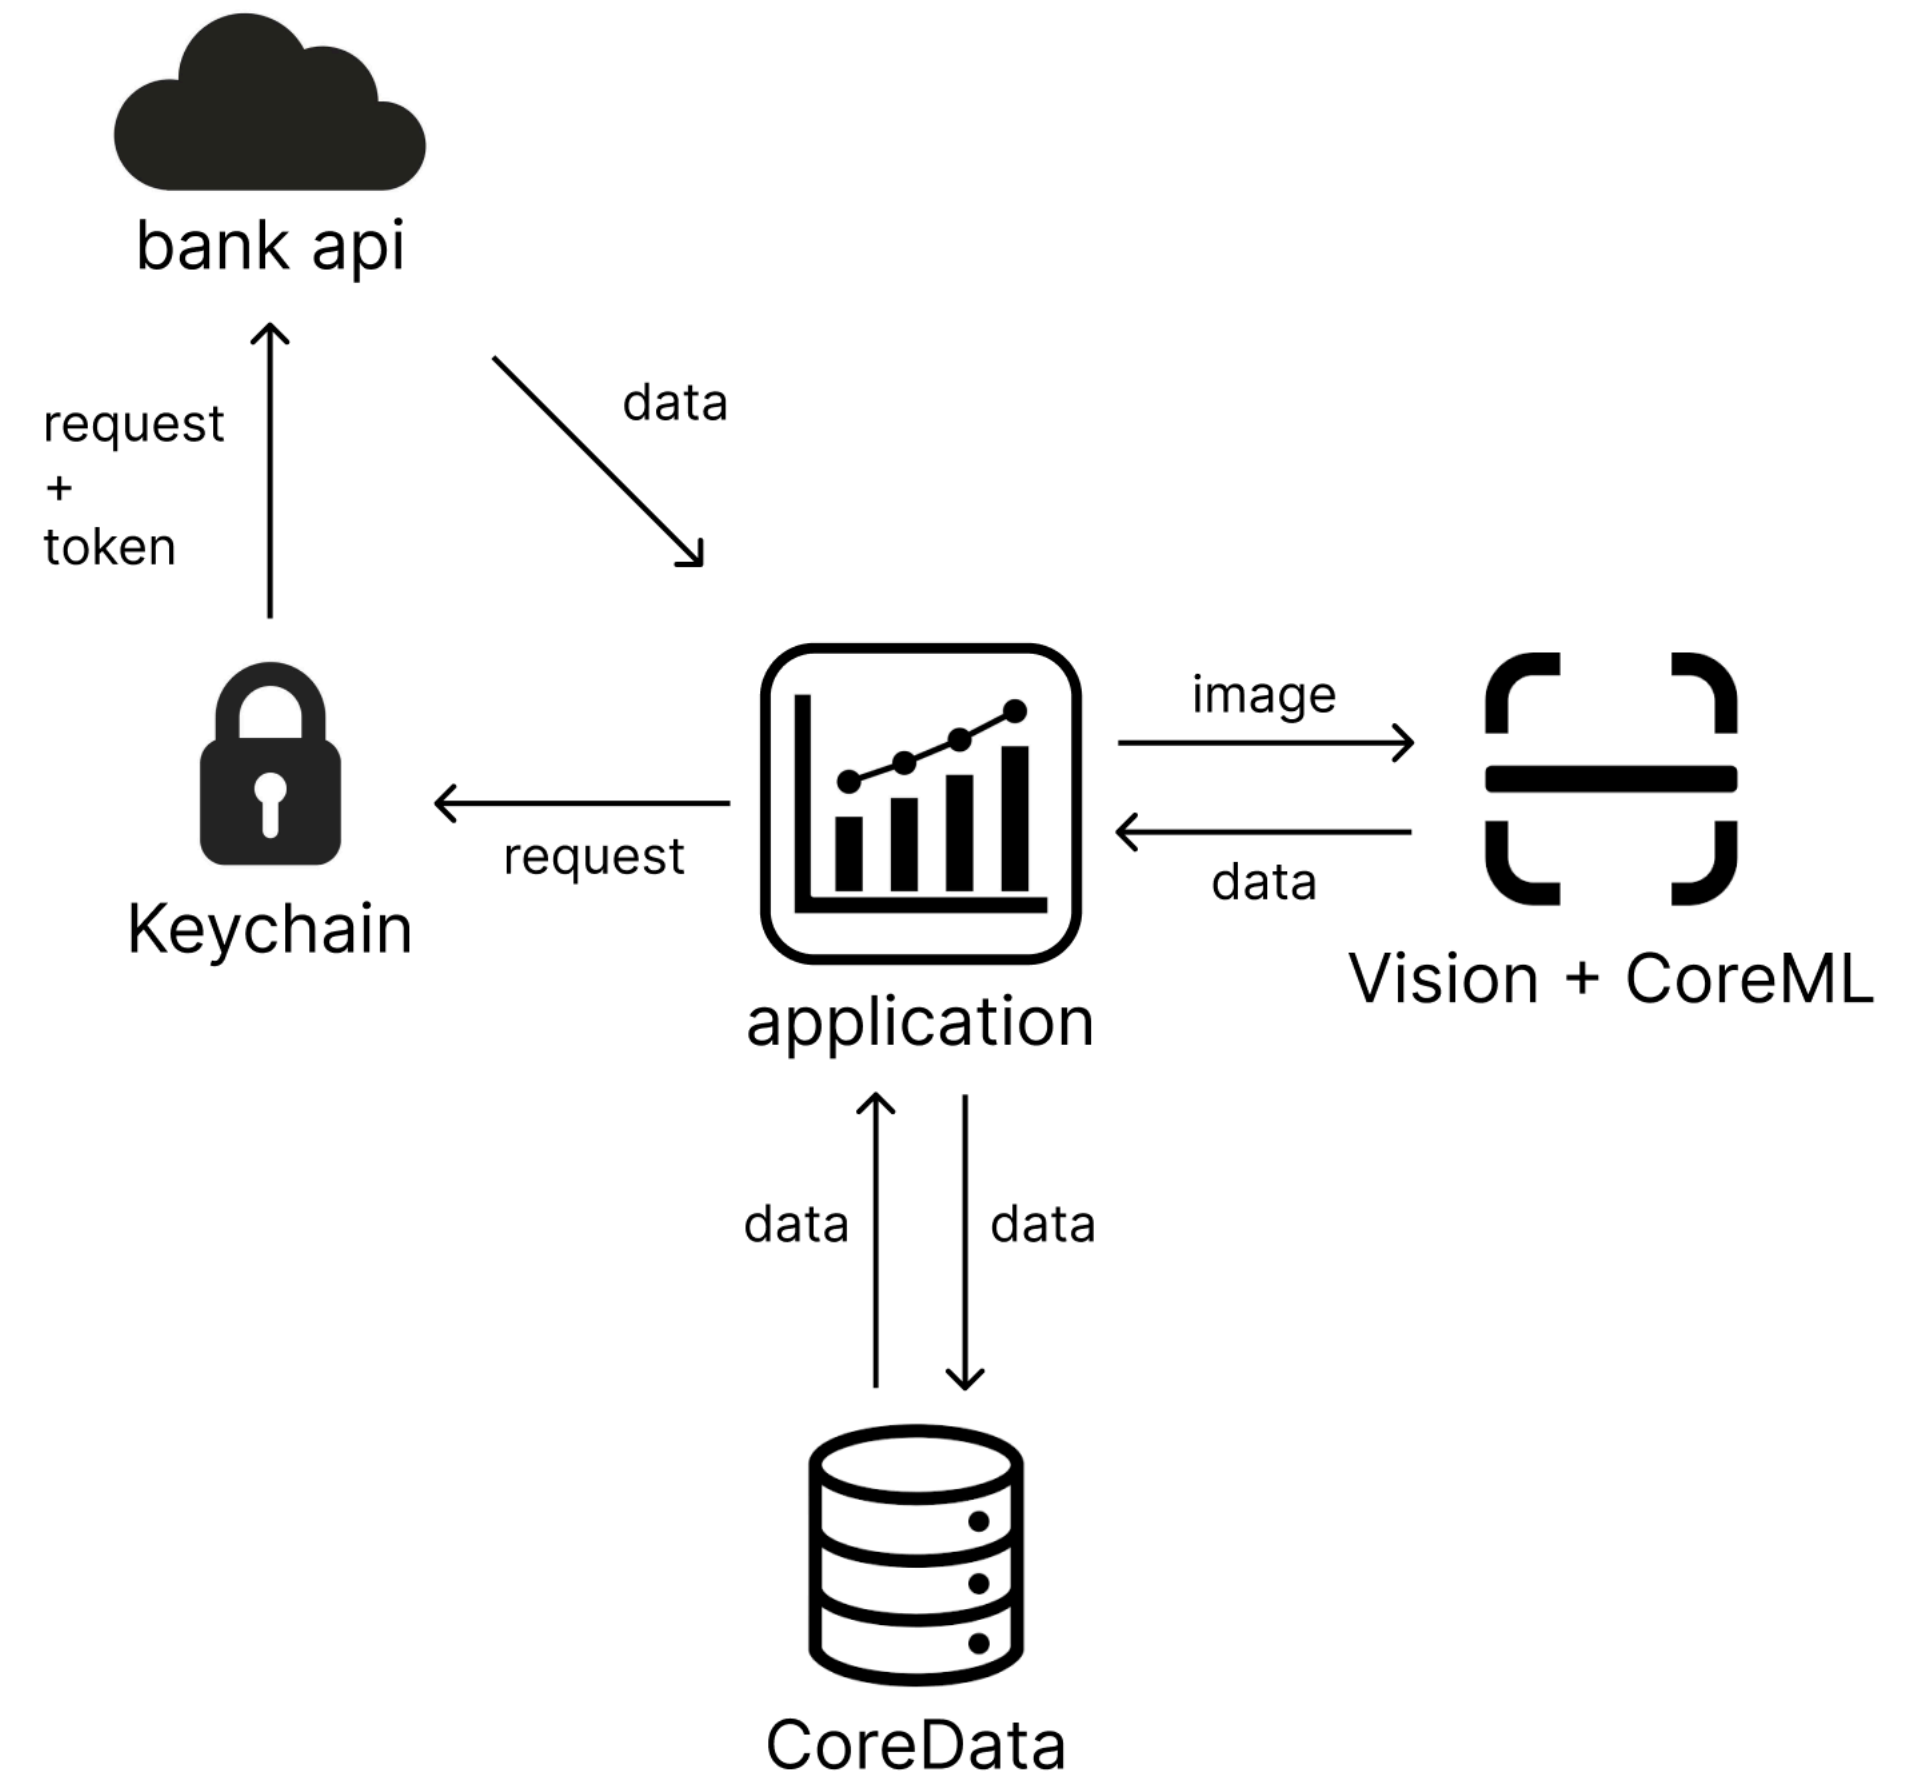 bank api
data
request
+
token
image
request
data
Keychain
Vision + CoreML
application
data
data
CoreData